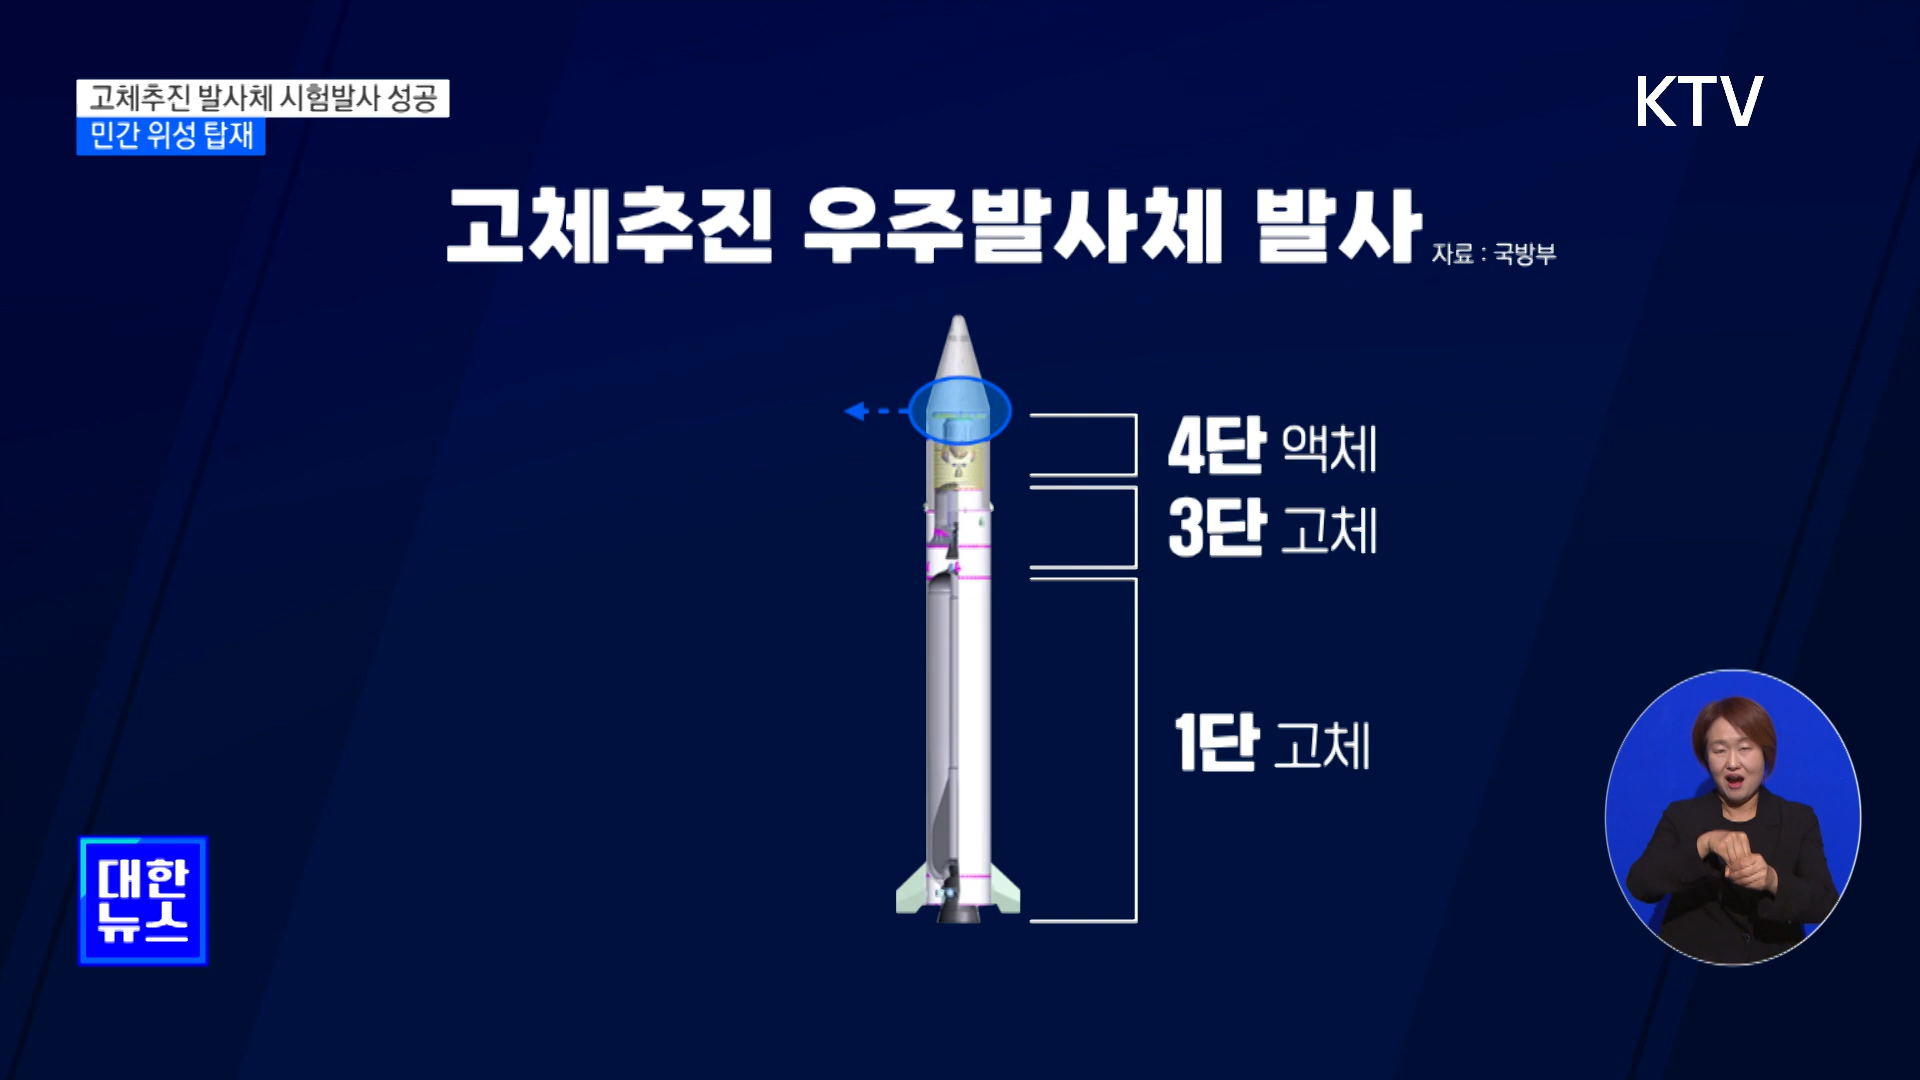 고체추진 발사체 시험발사 성공
민간 위성 탑재
KTV
고체추진 우주발사체 발사
자료 : 국방부
4단 액체
3단 고체
1단 고체
대한
뉴스